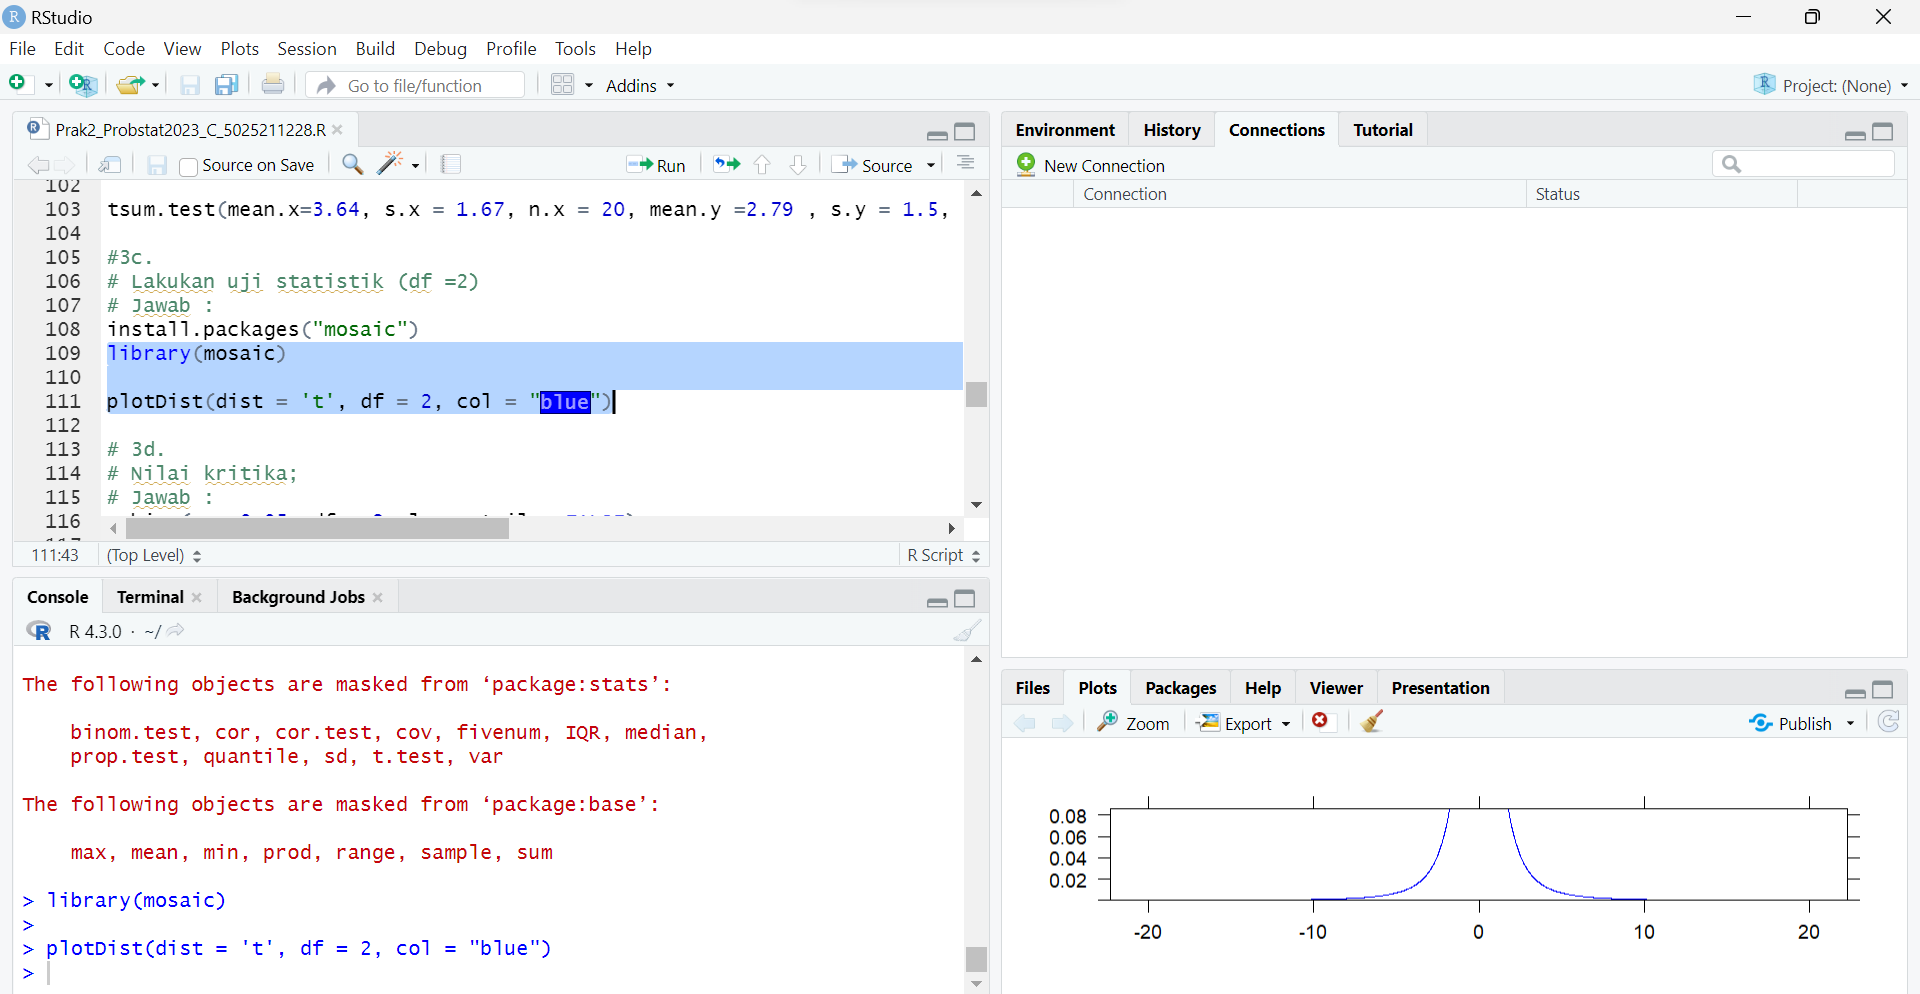 RStudio
File Edit Code View Plots Session Build Debug Profile Tools Help
Go to file/function Addins Project: (None)
Prak2_Probstat2023_C_5025211228.R
Source on Save Run Source
102
103 tsum.test(mean.x=3.64, s.x = 1.67, n.x = 20, mean.y =2.79 , s.y = 1.5,
104
105 #3c.
106 # Lakukan uji statistik (df =2)
107 # Jawab :
108 install.packages("mosaic")
109 library(mosaic)
110
111 plotDist(dist = 't', df = 2, col = "blue")
112
113 # 3d.
114 # Nilai kritika;
115 # Jawab :
116
111:43 (Top Level) R Script
Console Terminal Background Jobs
R 4.3.0 · ~/
The following objects are masked from ‘package:stats’:
binom.test, cor, cor.test, cov, fivenum, IQR, median,
prop.test, quantile, sd, t.test, var
The following objects are masked from ‘package:base’:
max, mean, min, prod, range, sample, sum
> library(mosaic)
>
> plotDist(dist = 't', df = 2, col = "blue")
>
Environment History Connections Tutorial
New Connection
Connection Status
Files Plots Packages Help Viewer Presentation
Zoom Export Publish
0.08
0.06
0.04
0.02
-20 -10 0 10 20